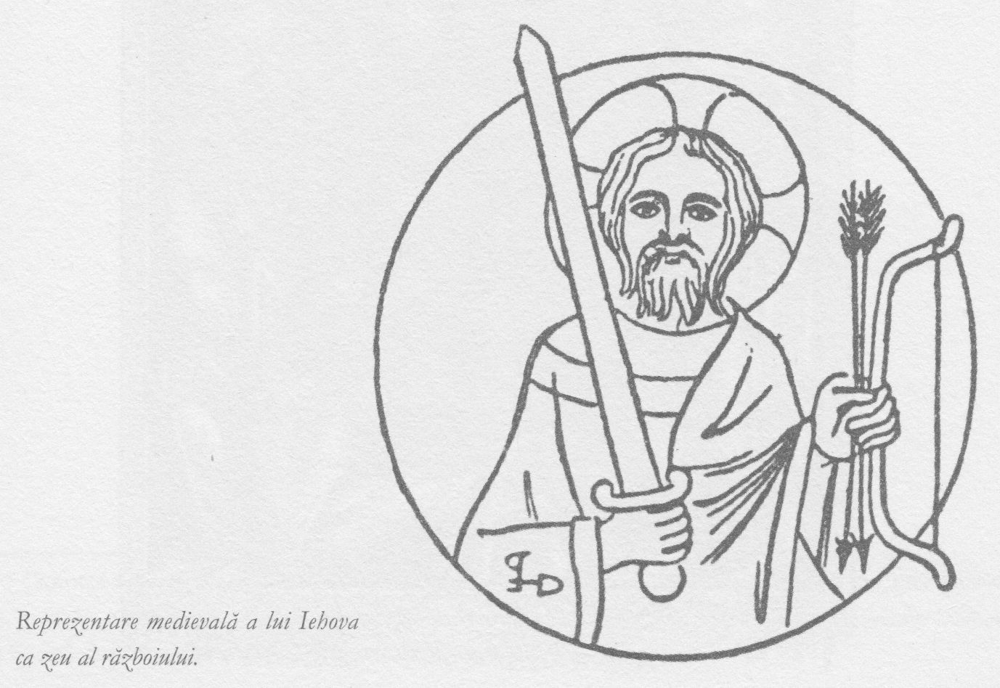 Reprezentare medievală a lui Iehova
ca zeu al războiului.